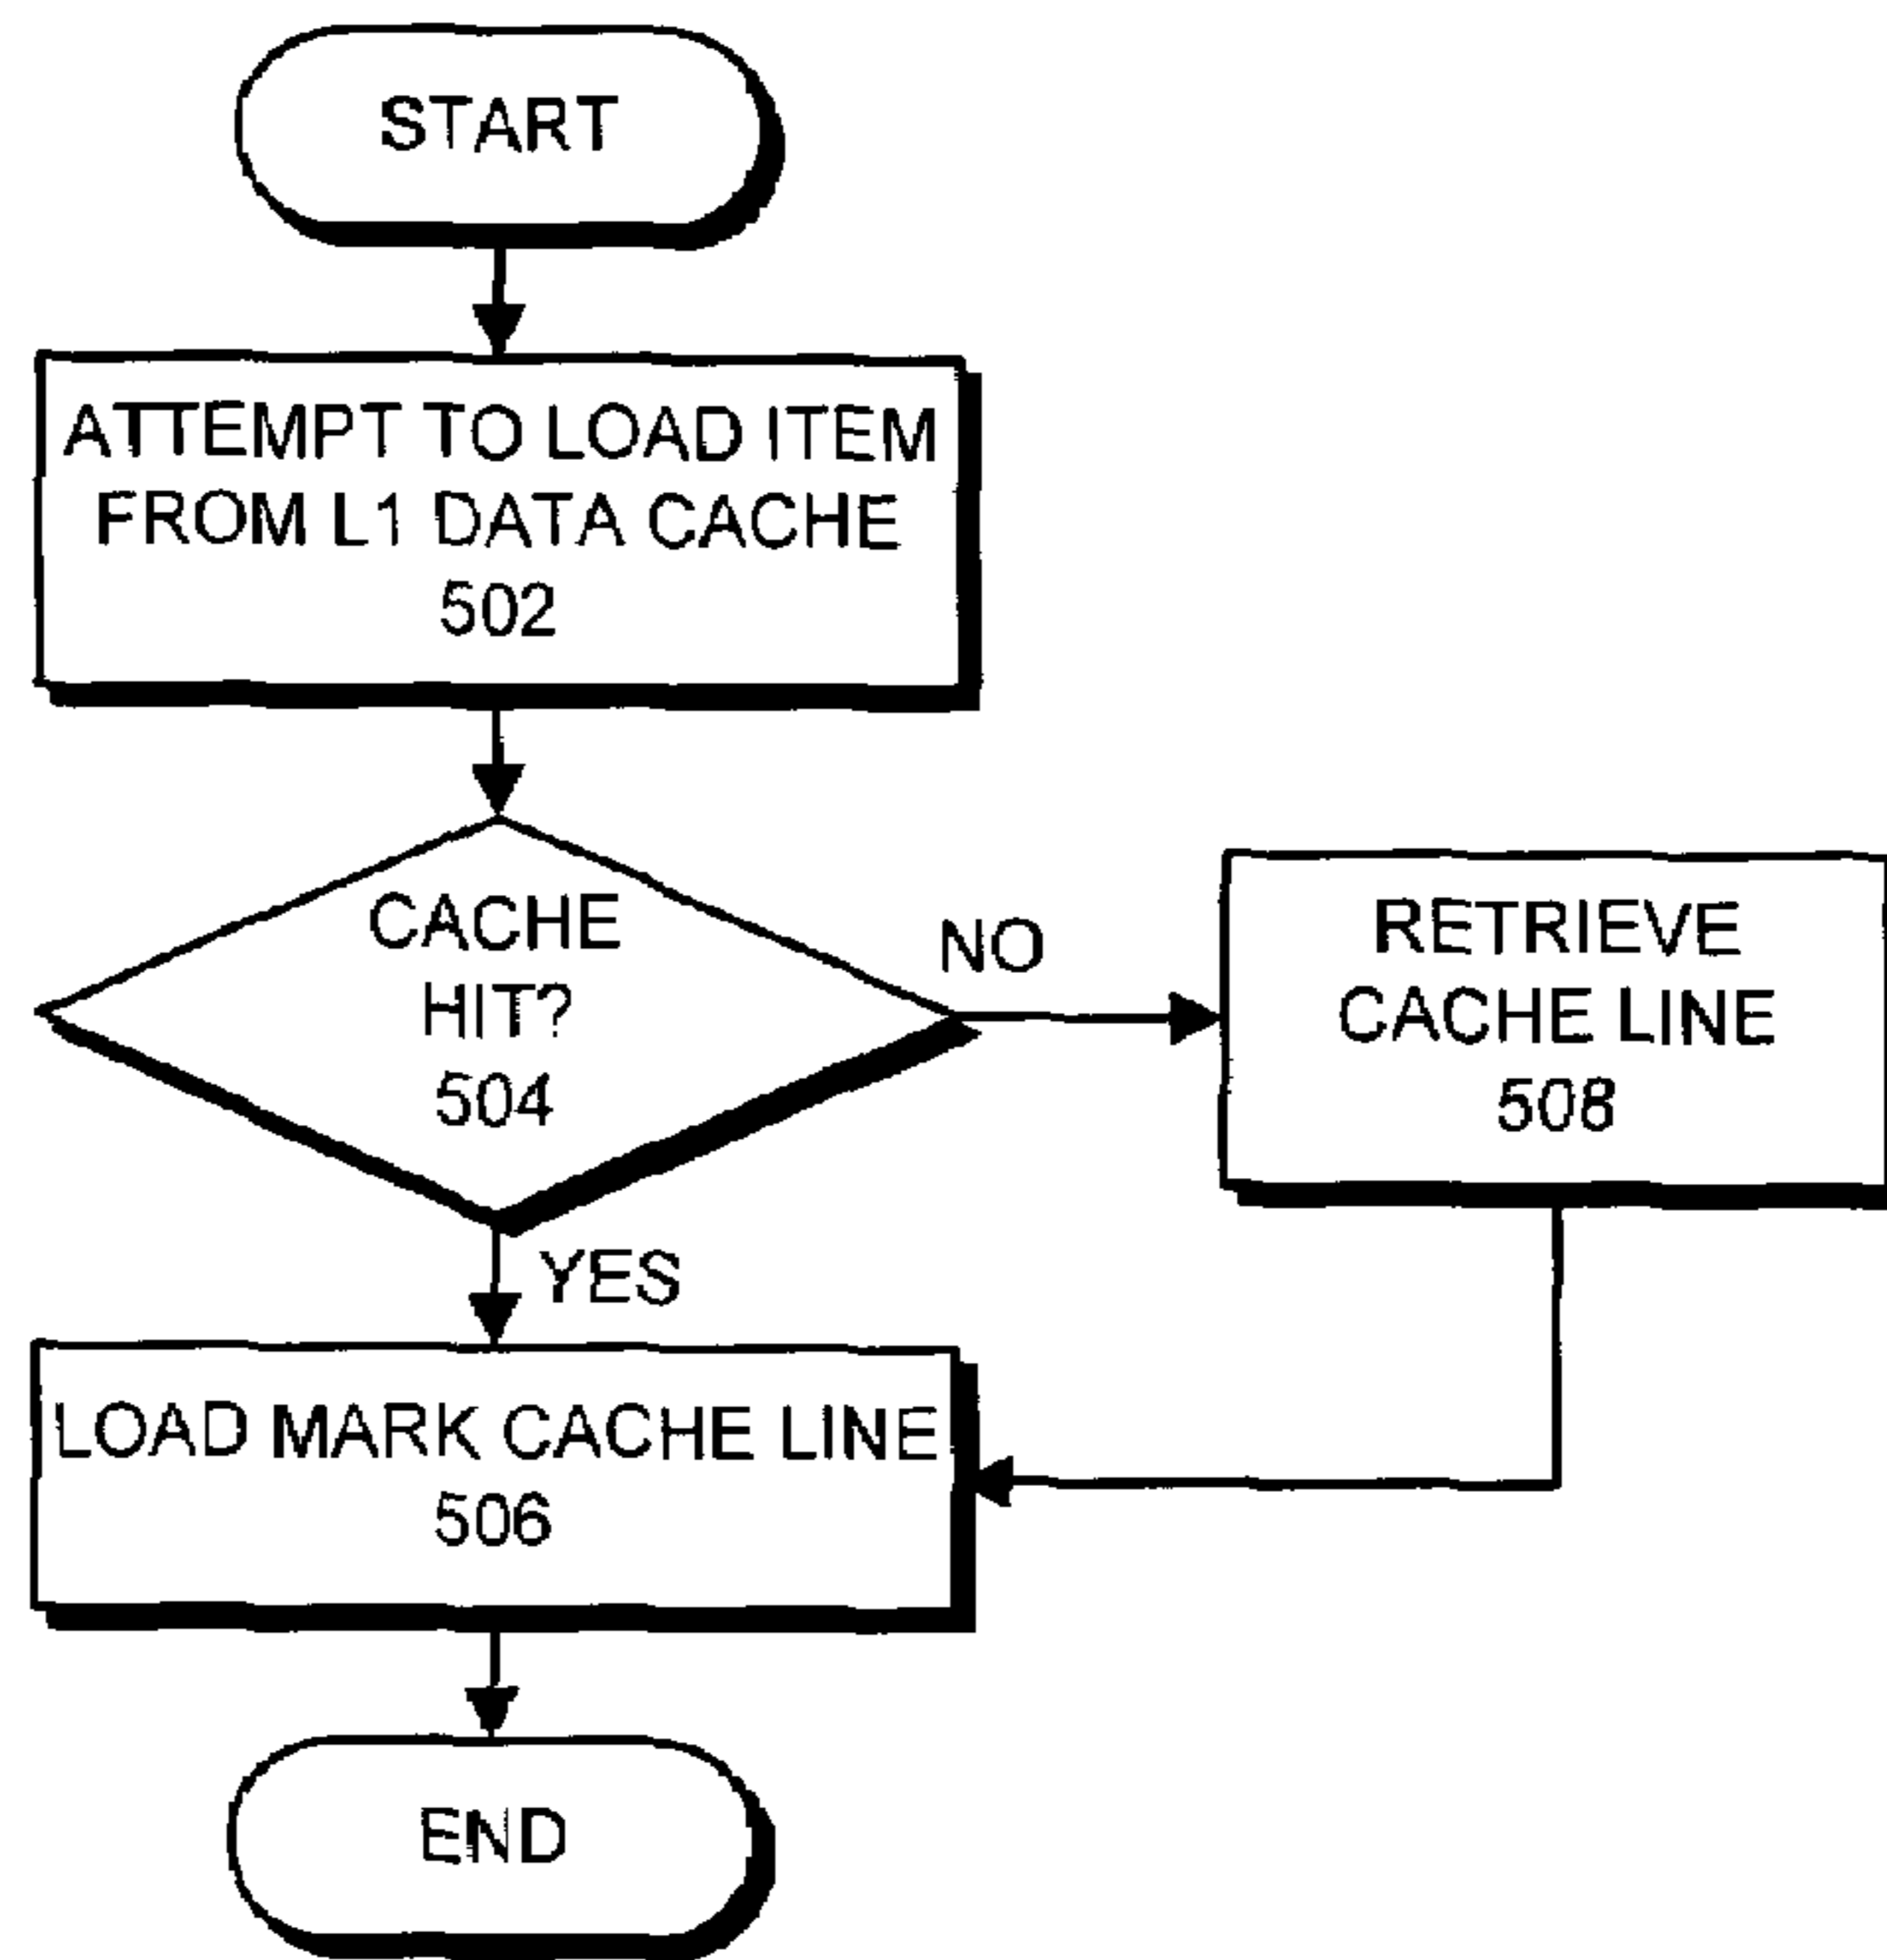 START
ATTEMPT TO LOAD ITEM
FROM L1 DATA CACHE
502
CACHE
HIT?
504
NO
RETRIEVE
CACHE LINE
508
YES
LOAD MARK CACHE LINE
506
END